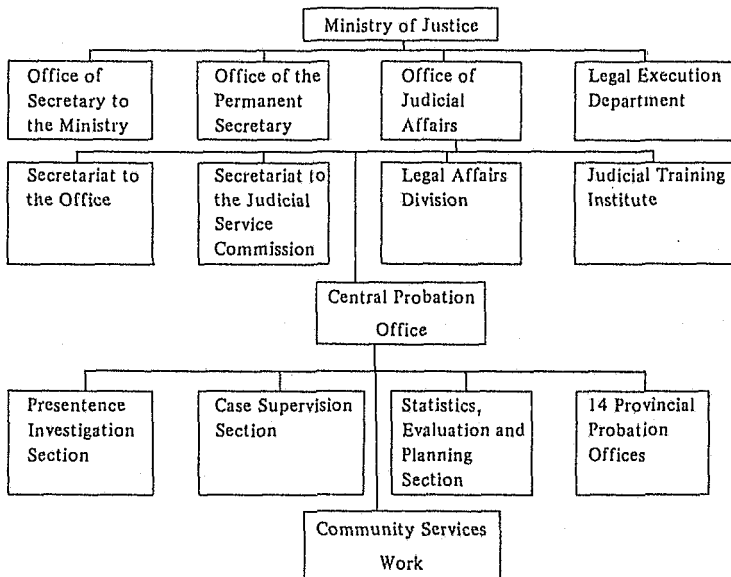 Ministry of Justice
Office of
Secretary to
the Ministry
Office of the
Permanent
Secretary
Office of
Judicial
Affairs
Legal Execution
Department
Secretariat to
the Office
Secretariat to
the Judicial
Service
Commission
Legal Affairs
Division
Judicial Training
Institute
Central Probation
Office
Presentence
Investigation
Section
Case Supervision
Section
Statistics,
Evaluation and
Planning
Section
14 Provincial
Probation
Offices
Community Services
Work